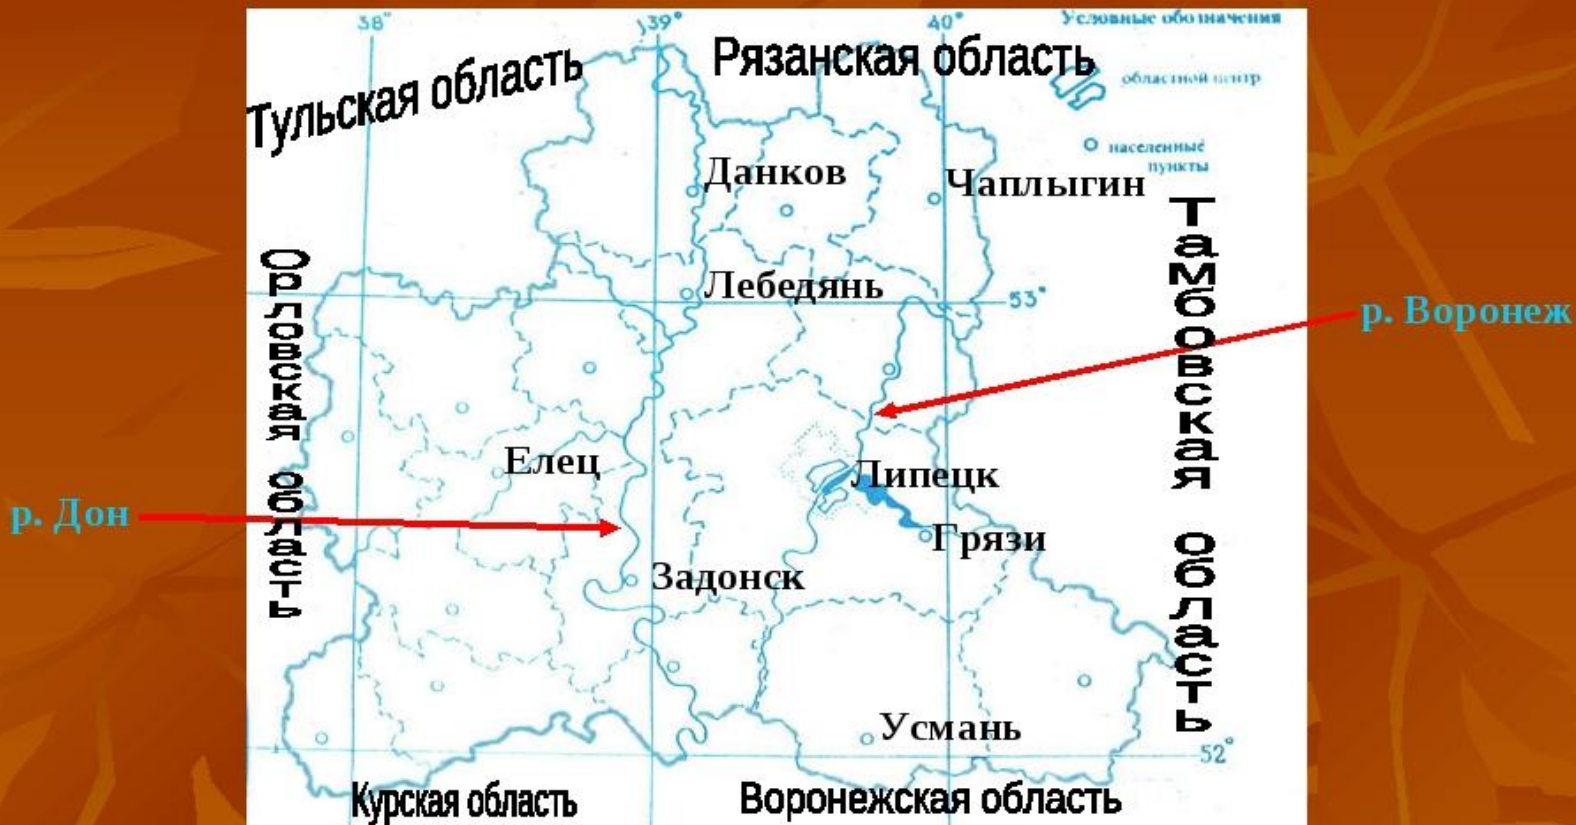 38°
39°
40°
Условные обозначения
Рязанская область
Тульская область
областной центр
населенные
пункты
Данков
Чаплыгин
Тамбовская область
Орловская область
Лебедянь
53°
р. Воронеж
Елец
Липецк
р. Дон
Грязи
Задонск
Усмань
52°
Курская область
Воронежская область